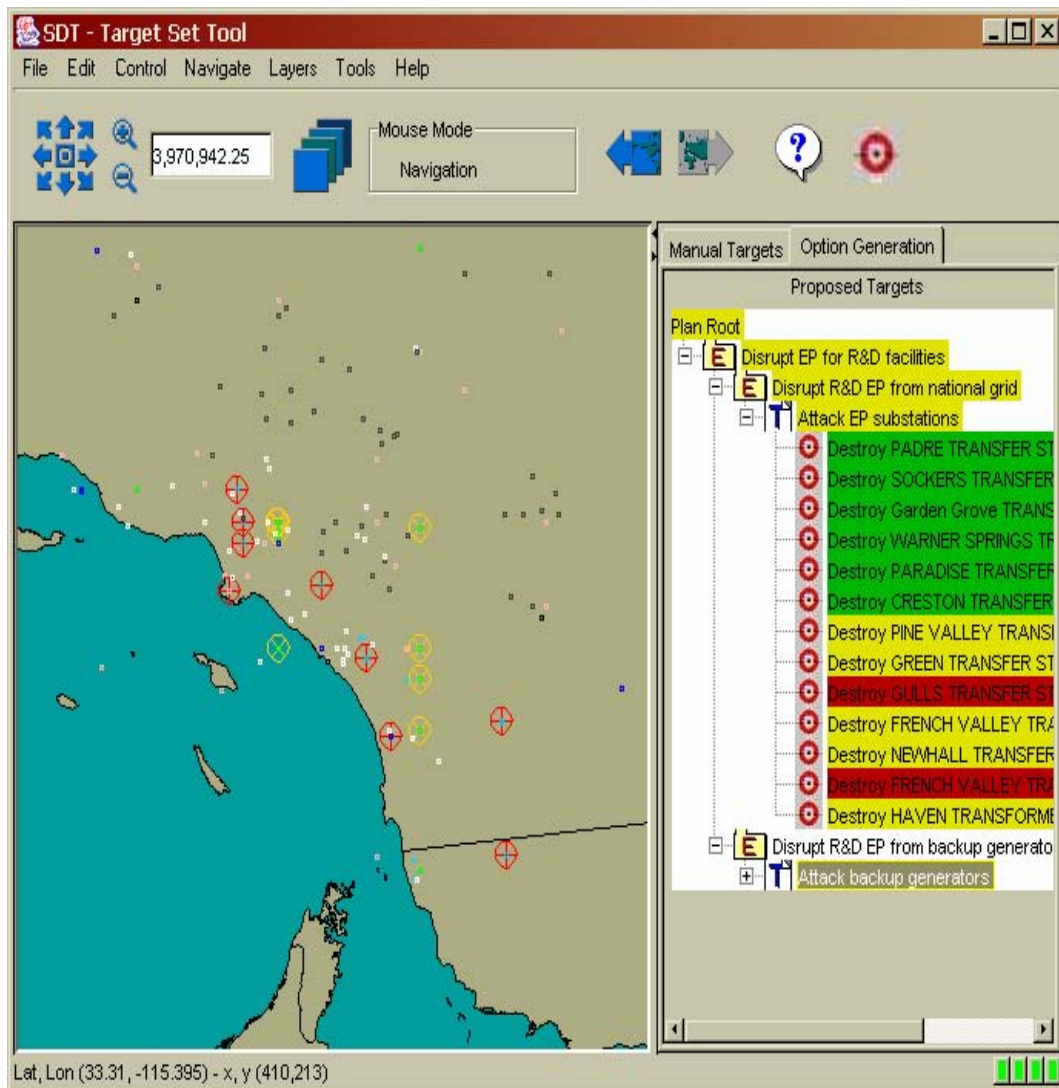 SDT - Target Set Tool
File Edit Control Navigate Layers Tools Help
3,970,942.25
Mouse Mode
Navigation
?
Manual Targets Option Generation
Proposed Targets
Plan Root
E Disrupt EP for R&D facilities
E Disrupt R&D EP from national grid
T Attack EP substations
Destroy PADRE TRANSFER ST
Destroy SOCKERS TRANSFER
Destroy Garden Grove TRANS
Destroy WARNER SPRINGS TR
Destroy PARADISE TRANSFER
Destroy CRESTON TRANSFER
Destroy PINE VALLEY TRANSI
Destroy GREEN TRANSFER ST
Destroy GULLS TRANSFER ST
Destroy FRENCH VALLEY TRA
Destroy NEWHALL TRANSFER
Destroy FRENCH VALLEY TRA
Destroy HAVEN TRANSFORME
E Disrupt R&D EP from backup generato
T Attack backup generators
Lat, Lon (33.31, -115.395) - x, y (410,213)